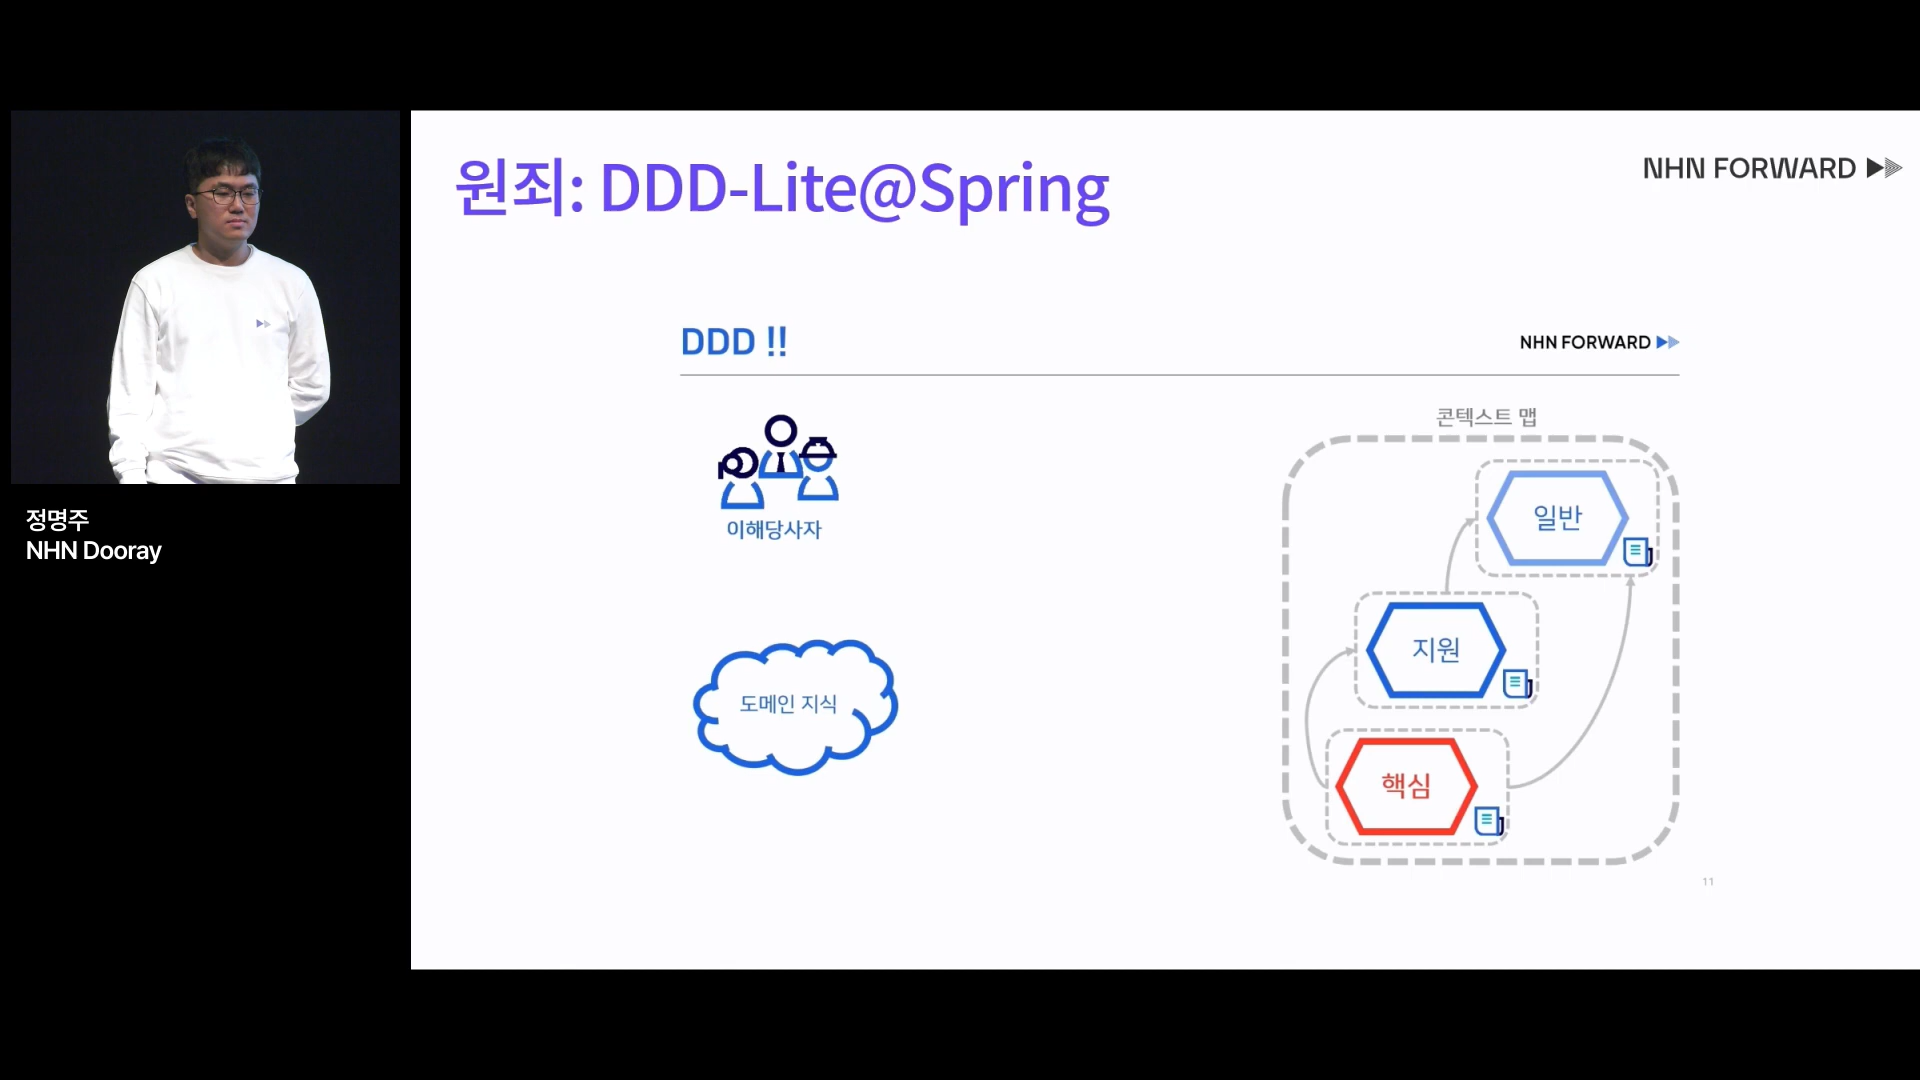 원죄: DDD-Lite@Spring
NHN FORWARD
정명주
NHN Dooray
DDD !!
NHN FORWARD
이해당사자
도메인 지식
콘텍스트 맵
일반
지원
핵심
11